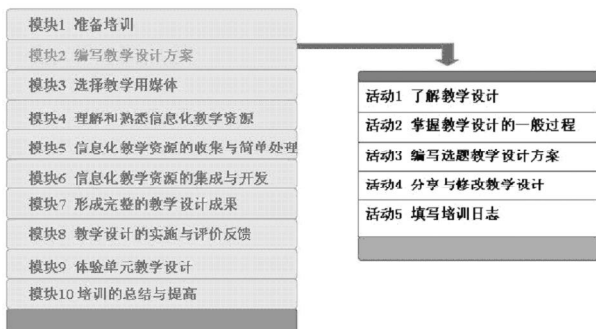 模块1 准备培训
模块2 编写教学设计方案
模块3 选择教学用媒体
模块4 理解和熟悉信息化教学资源
模块5 信息化教学资源的收集与简单处理
模块6 信息化教学资源的集成与开发
模块7 形成完整的教学设计成果
模块8 教学设计的实施与评价反馈
模块9 体验单元教学设计
模块10 培训的总结与提高
活动1 了解教学设计
活动2 掌握教学设计的一般过程
活动3 编写选题教学设计方案
活动4 分享与修改教学设计
活动5 填写培训日志